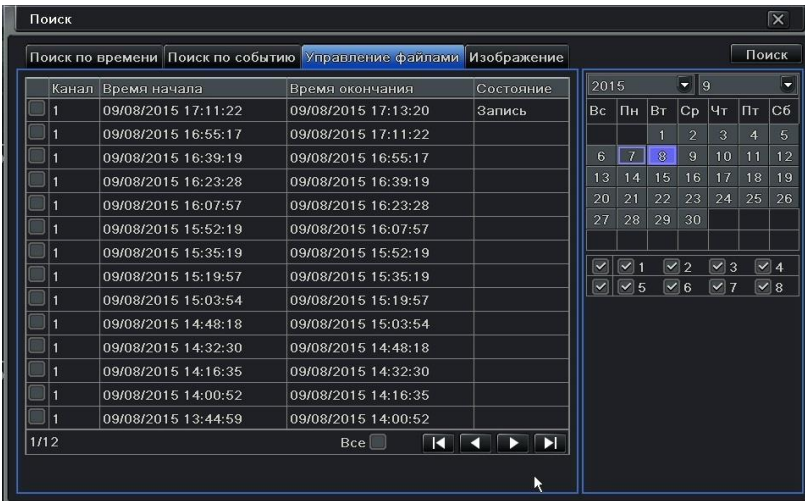 Поиск
Поиск по времени Поиск по событию Управление файлами Изображение Поиск
Канал Время начала Время окончания Состояние
1 09/08/2015 17:11:22 09/08/2015 17:13:20 Запись
1 09/08/2015 16:55:17 09/08/2015 17:11:22
1 09/08/2015 16:39:19 09/08/2015 16:55:17
1 09/08/2015 16:23:28 09/08/2015 16:39:19
1 09/08/2015 16:07:57 09/08/2015 16:23:28
1 09/08/2015 15:52:19 09/08/2015 16:07:57
1 09/08/2015 15:35:19 09/08/2015 15:52:19
1 09/08/2015 15:19:57 09/08/2015 15:35:19
1 09/08/2015 15:03:54 09/08/2015 15:19:57
1 09/08/2015 14:48:18 09/08/2015 15:03:54
1 09/08/2015 14:32:30 09/08/2015 14:48:18
1 09/08/2015 14:16:35 09/08/2015 14:32:30
1 09/08/2015 14:00:52 09/08/2015 14:16:35
1 09/08/2015 13:44:59 09/08/2015 14:00:52
1/12 Все
2015 9
Вс Пн Вт Ср Чт Пт Сб
1 2 3 4 5
6 7 8 9 10 11 12
13 14 15 16 17 18 19
20 21 22 23 24 25 26
27 28 29 30
1 2 3 4
5 6 7 8